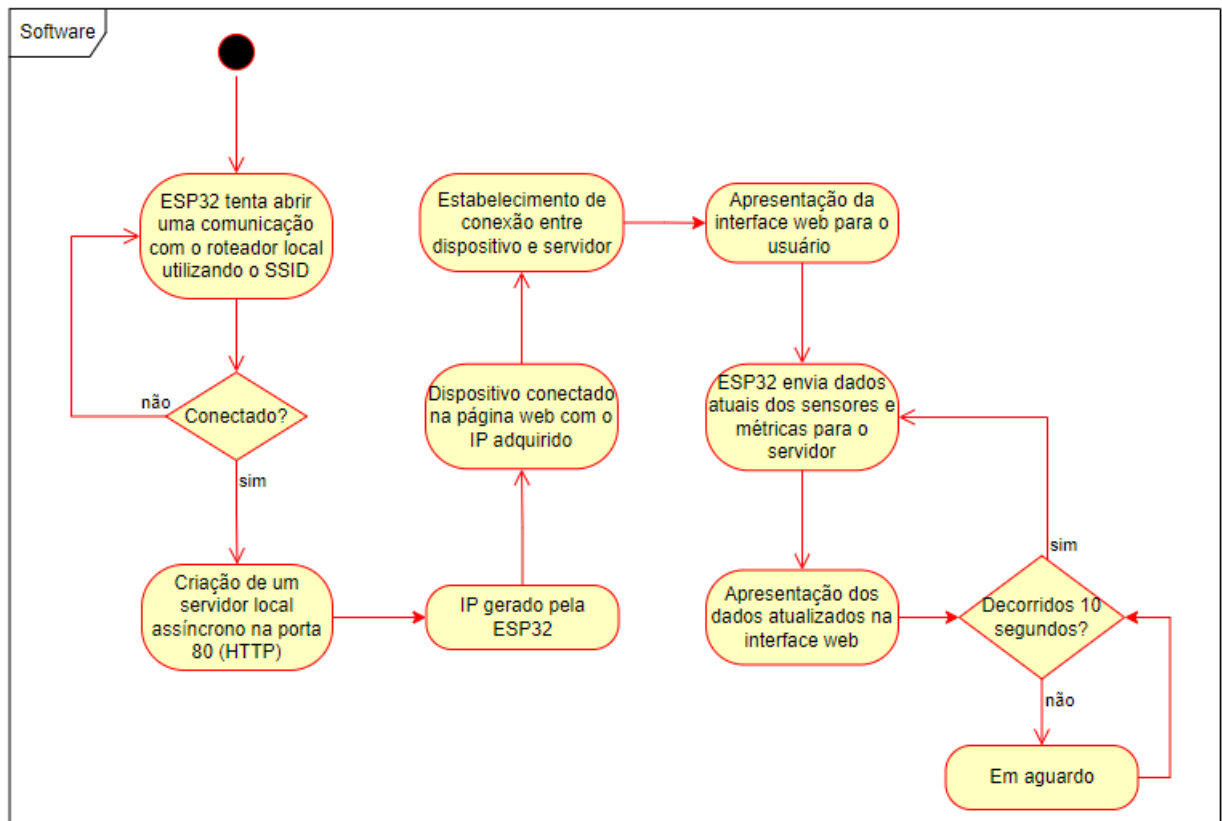 Software
ESP32 tenta abrir
uma comunicação
com o roteador local
utilizando o SSID
não
Conectado?
sim
Criação de um
servidor local
assíncrono na porta
80 (HTTP)
IP gerado pela
ESP32
Dispositivo conectado
na página web com o
IP adquirido
Estabelecimento de
conexão entre
dispositivo e servidor
Apresentação da
interface web para o
usuário
ESP32 envia dados
atuais dos sensores e
métricas para o
servidor
Apresentação dos
dados atualizados na
interface web
sim
Decorridos 10
segundos?
não
Em aguardo